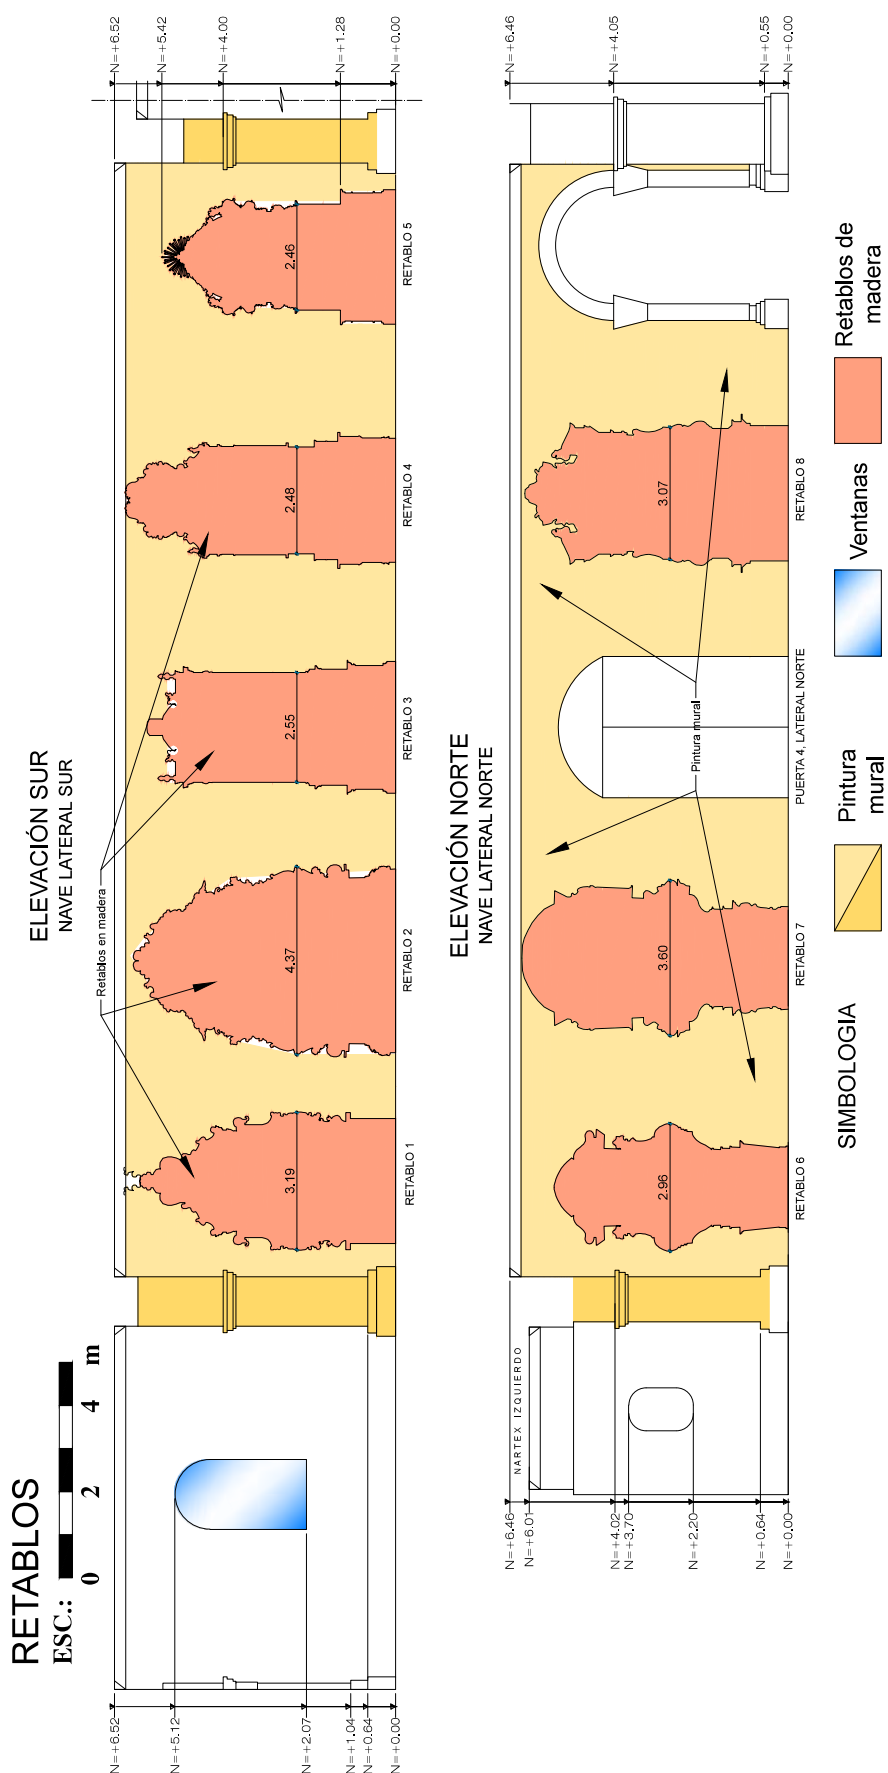 RETABLOS
ESC.:
0 2 4 m
ELEVACIÓN SUR
NAVE LATERAL SUR
N=+6.52
N=+5.12
N=+2.07
N=+1.04
N=+0.64
N=+0.00
Retablos en madera
3.19
4.37
2.55
2.48
2.46
RETABLO 1
RETABLO 2
RETABLO 3
RETABLO 4
RETABLO 5
N=+6.52
N=+5.42
N=+4.00
N=+1.28
N=+0.00
ELEVACIÓN NORTE
NAVE LATERAL NORTE
N=+6.46
N=+6.01
N=+4.02
N=+3.70
N=+2.20
N=+0.64
N=+0.00
NARTEX IZQUIERDO
Pintura mural
2.96
3.60
3.07
RETABLO 6
RETABLO 7
PUERTA 4, LATERAL NORTE
RETABLO 8
N=+6.46
N=+4.05
N=+0.55
N=+0.00
SIMBOLOGIA
Pintura
mural
Ventanas
Retablos de
madera